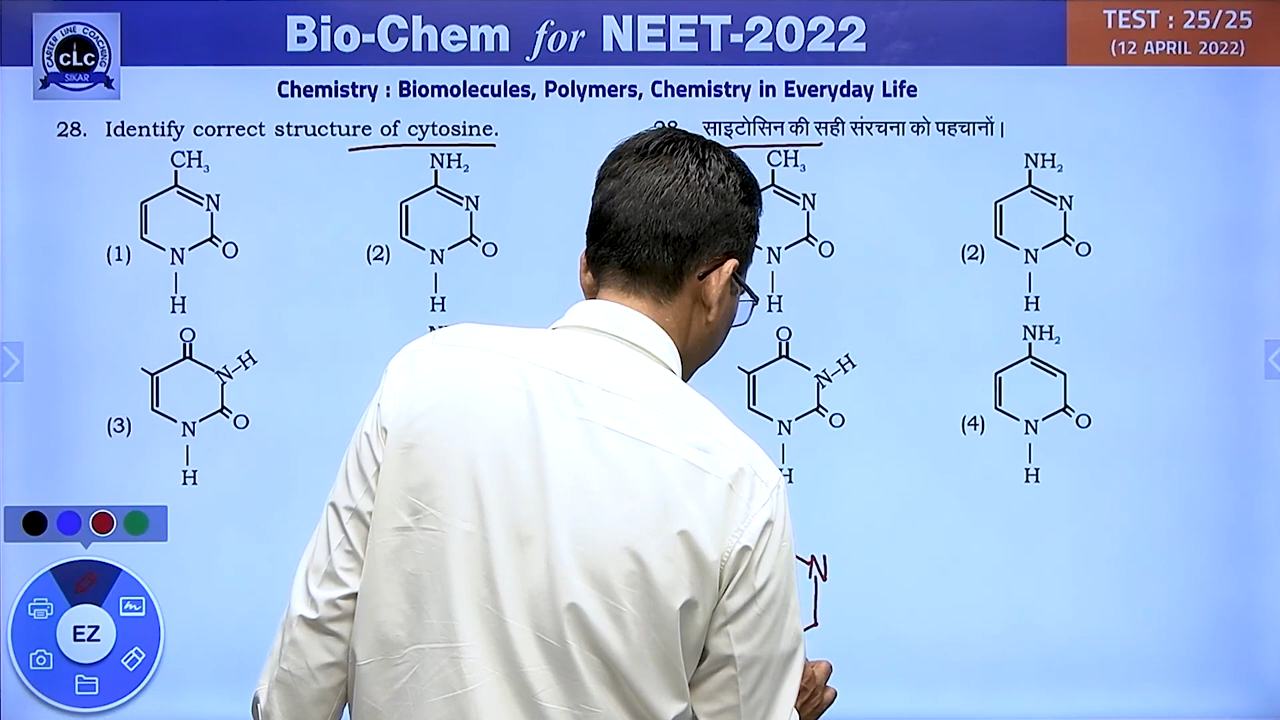 Bio-Chem for NEET-2022
TEST : 25/25
(12 APRIL 2022)
CAREER LINE COACHING
CLC
SIKAR
Chemistry : Biomolecules, Polymers, Chemistry in Everyday Life
28. Identify correct structure of cytosine.
साइटोसिन की सही संरचना को पहचानों।
(1) CH₃ N O N H
(2) NH₂ N O N H
CH₃ N O N H
(2) NH₂ N O N H
(3) O N-H O N H
O N-H O N H
(4) NH₂ O N H
N
EZ